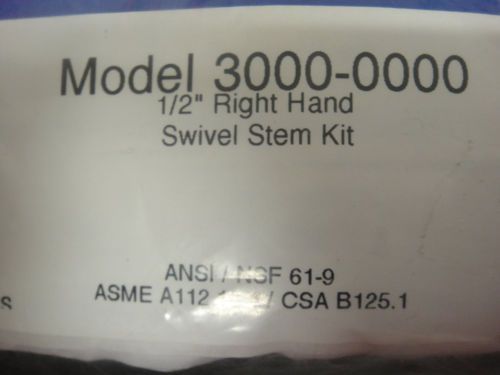 Model 3000-0000
1/2" Right Hand
Swivel Stem Kit
ANSI / NSF 61-9
ASME A112 / CSA B125.1